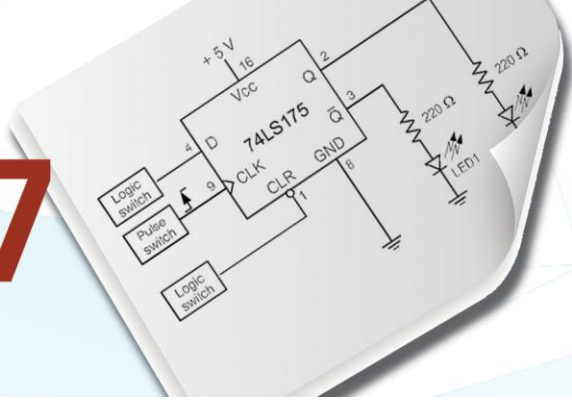 7
+ 5 V
16
VCC
2
Q
220 Ω
4
D
74LS175
3
Q̅
220 Ω
Logic
switch
9
CLK
CLR
GND
8
LED1
Pulse
switch
1
Logic
switch